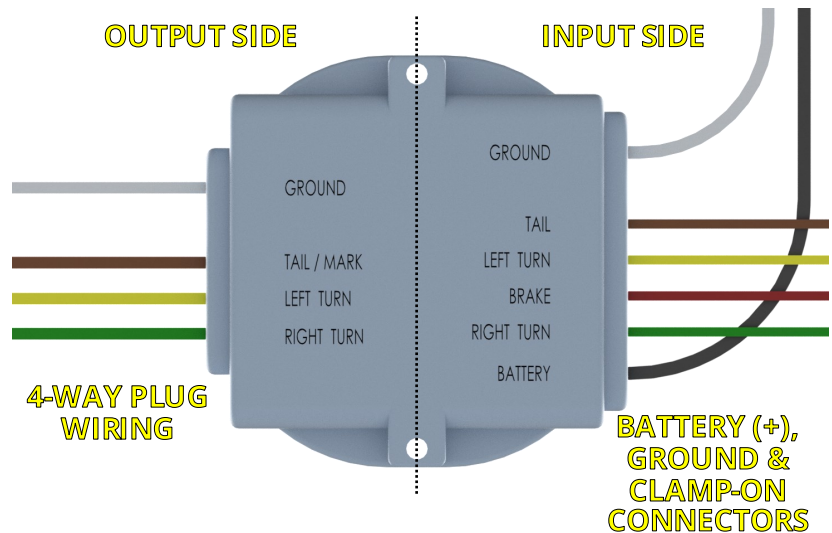 OUTPUT SIDE
INPUT SIDE
GROUND
TAIL / MARK
LEFT TURN
RIGHT TURN
GROUND
TAIL
LEFT TURN
BRAKE
RIGHT TURN
BATTERY
4-WAY PLUG
WIRING
BATTERY (+),
GROUND &
CLAMP-ON
CONNECTORS